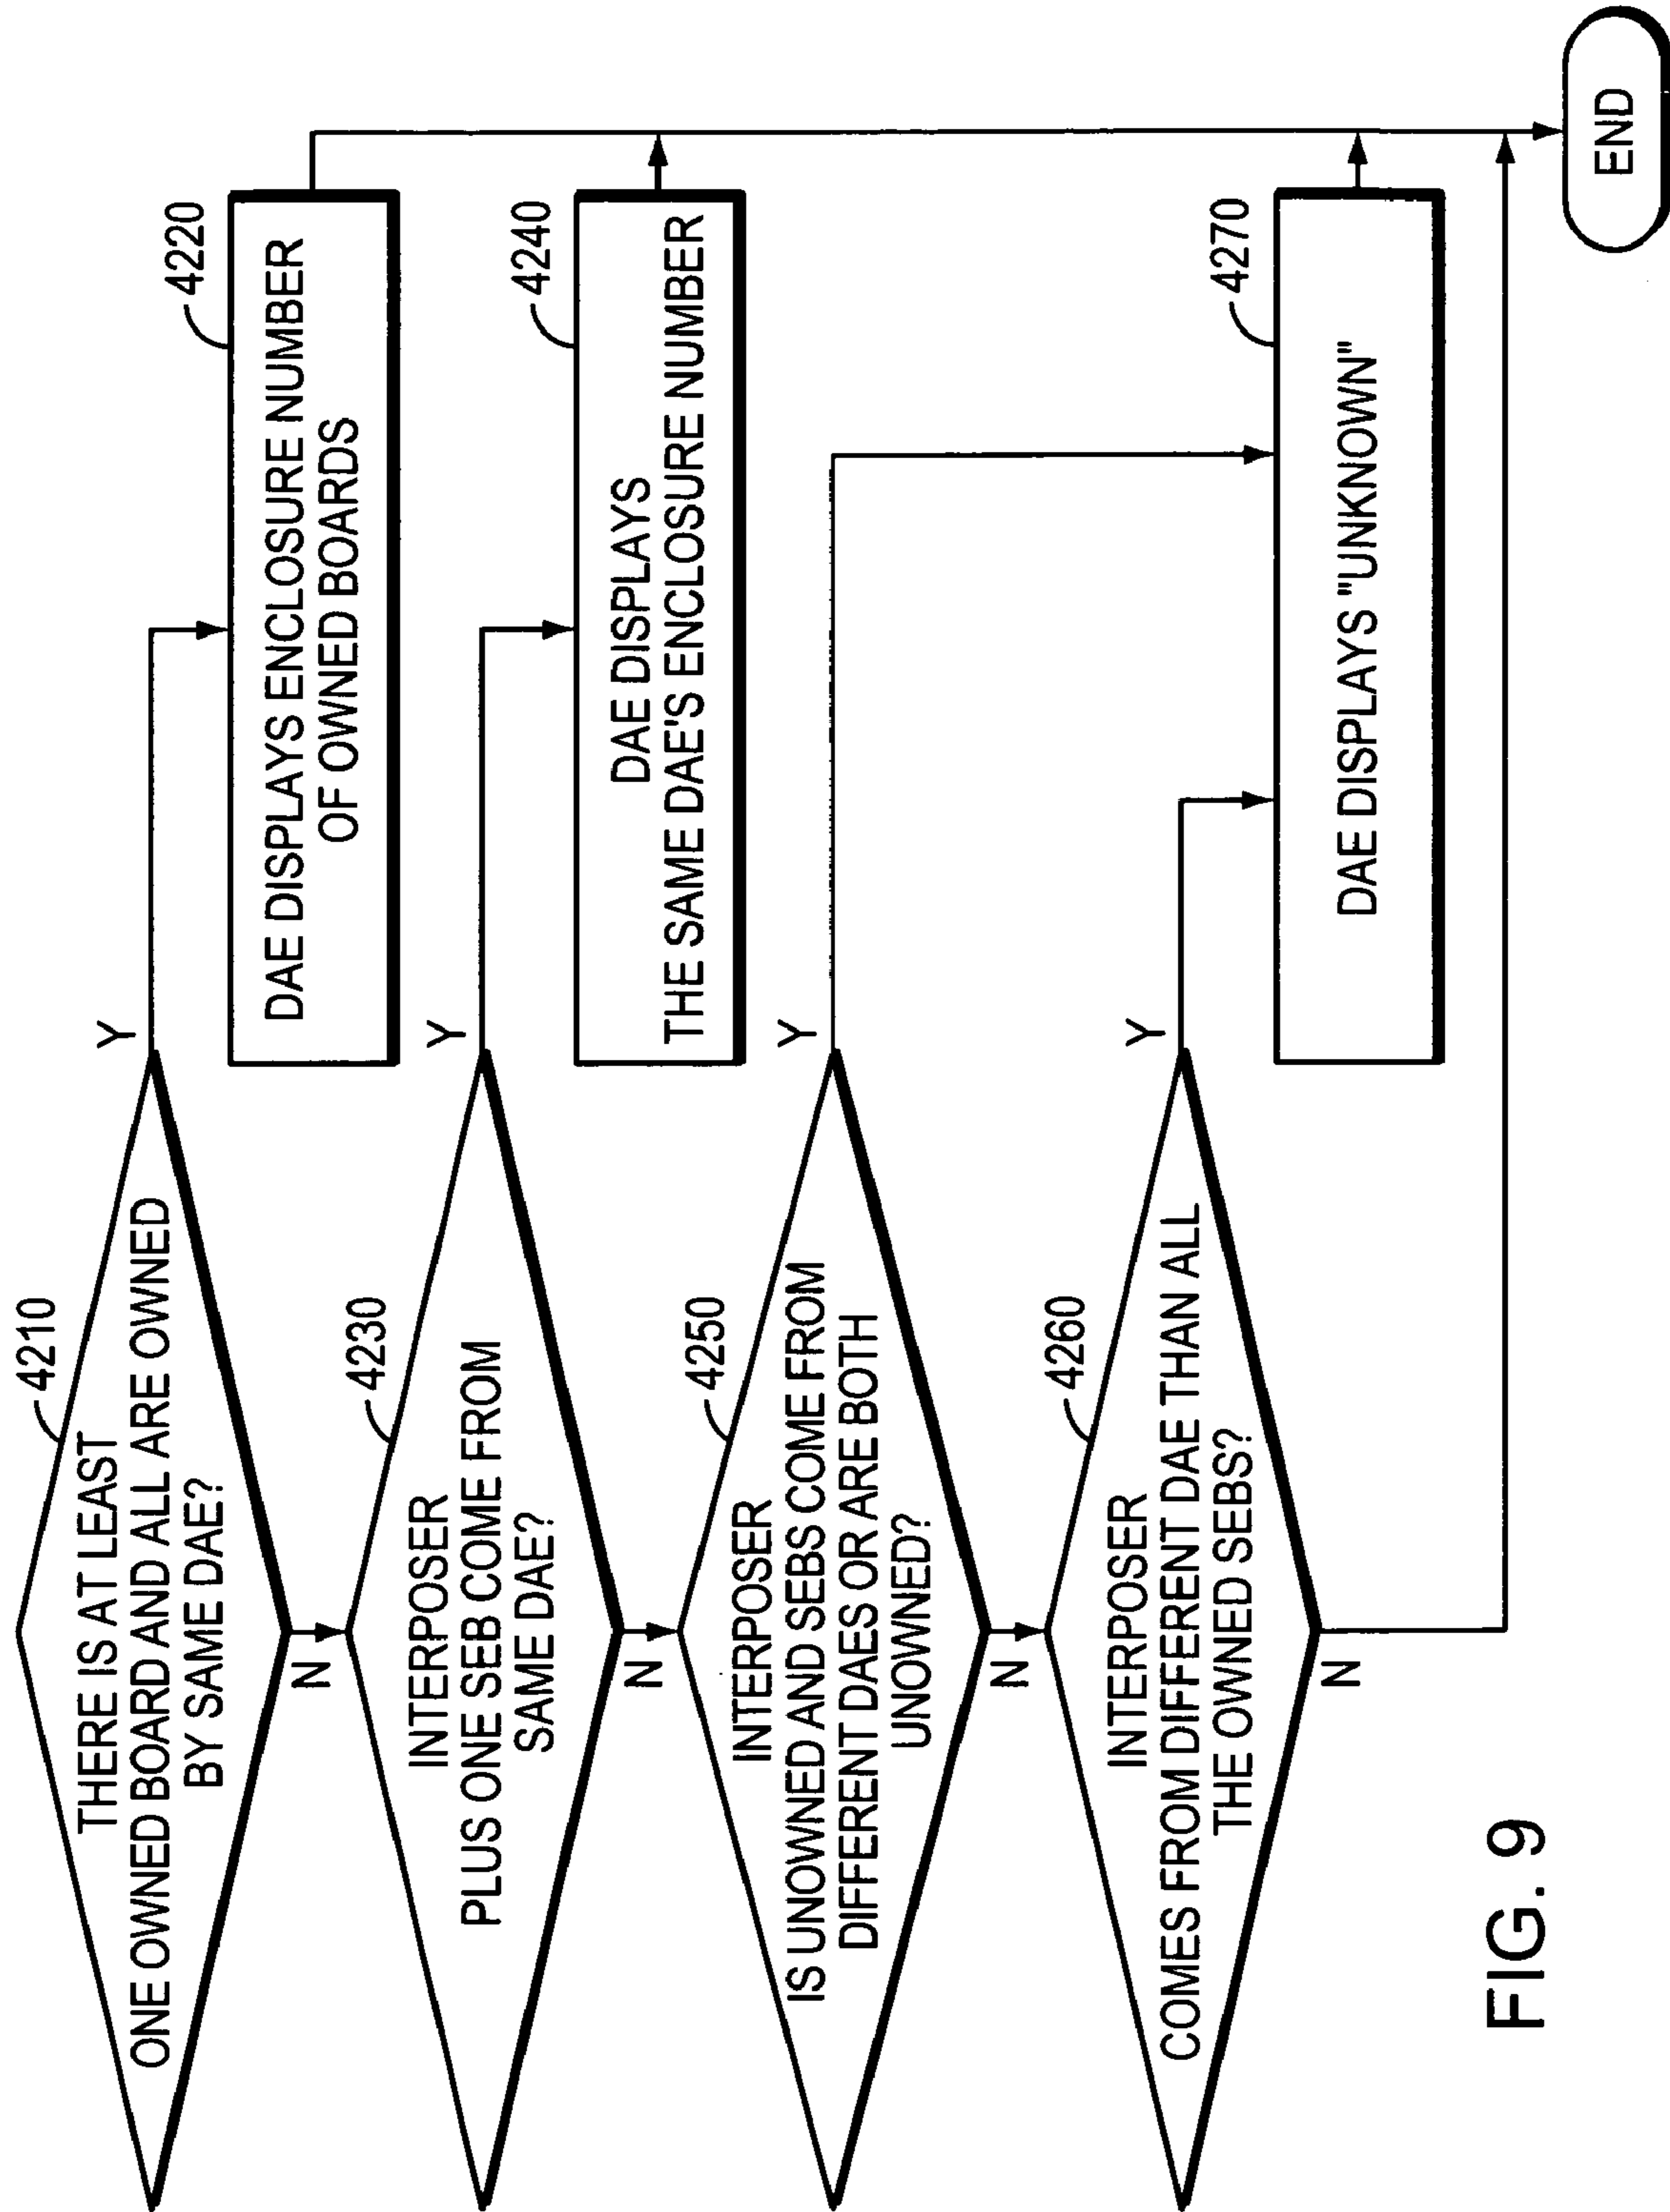 4210
THERE IS AT LEAST
ONE OWNED BOARD AND ALL ARE OWNED
BY SAME DAE?
Y
N
4220
DAE DISPLAYS ENCLOSURE NUMBER
OF OWNED BOARDS
4230
INTERPOSER
PLUS ONE SEB COME FROM
SAME DAE?
Y
N
4240
DAE DISPLAYS
THE SAME DAE'S ENCLOSURE NUMBER
4250
INTERPOSER
IS UNOWNED AND SEBS COME FROM
DIFFERENT DAES OR ARE BOTH
UNOWNED?
Y
N
4260
INTERPOSER
COMES FROM DIFFERENT DAE THAN ALL
THE OWNED SEBS?
Y
N
4270
DAE DISPLAYS "UNKNOWN"
END
FIG. 9